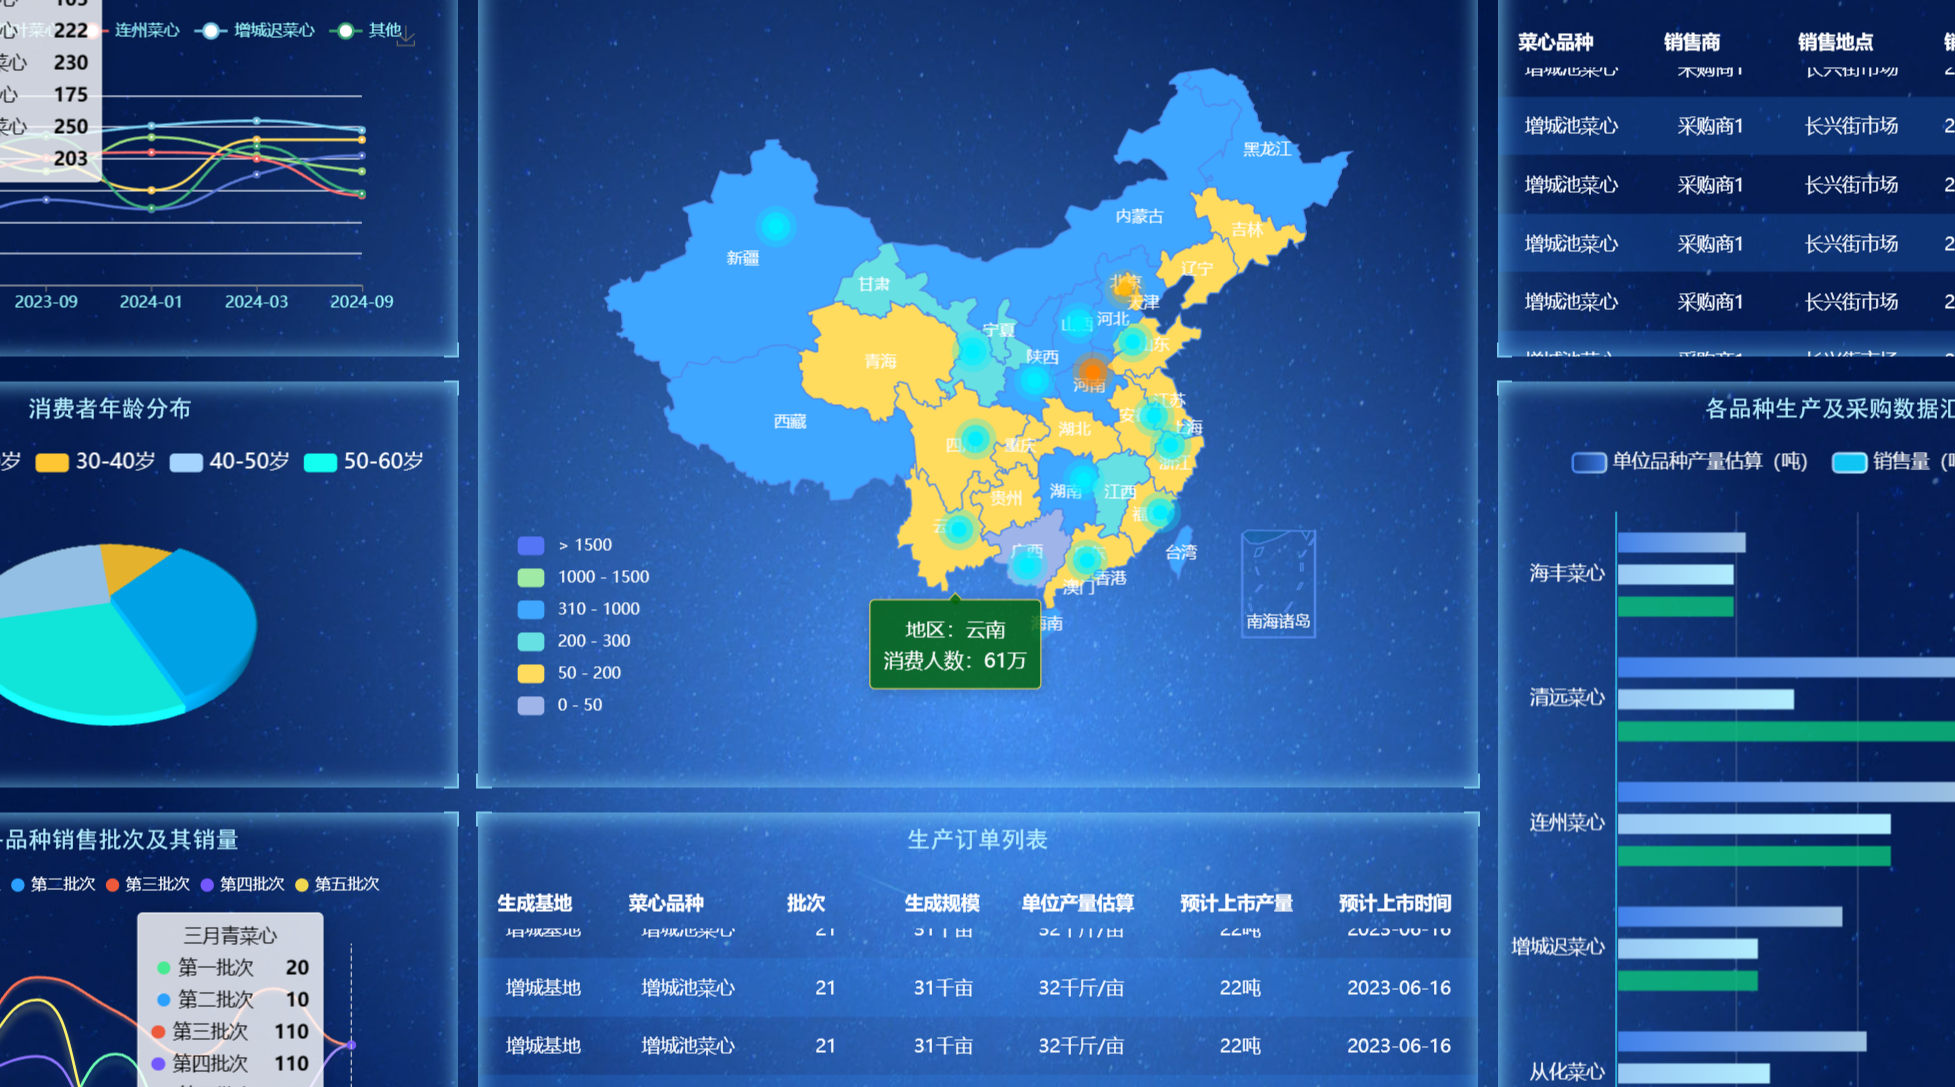 222
连州菜心
增城迟菜心
其他
菜心
230
心
175
菜心
250
203
2023-09
2024-01
2024-03
2024-09
消费者年龄分布
岁
30-40岁
40-50岁
50-60岁
品种销售批次及其销量
第二批次
第三批次
第四批次
第五批次
三月青菜心
第一批次 20
第二批次 10
第三批次 110
第四批次 110
黑龙江
内蒙古
吉林
辽宁
新疆
甘肃
北京
天津
河北
宁夏
山东
陕西
青海
河南
西藏
江苏
湖北
上海
重庆
浙江
湖南
江西
贵州
广西
台湾
香港
澳门
海南
南海诸岛
> 1500
1000 - 1500
310 - 1000
200 - 300
50 - 200
0 - 50
地区：云南
消费人数：61万
生产订单列表
生成基地 菜心品种 批次 生成规模 单位产量估算 预计上市产量 预计上市时间
增城基地 增城池菜心 21 31千亩 32千斤/亩 22吨 2023-06-16
增城基地 增城池菜心 21 31千亩 32千斤/亩 22吨 2023-06-16
增城基地 增城池菜心 21 31千亩 32千斤/亩 22吨 2023-06-16
菜心品种 销售商 销售地点
增城池菜心 采购商1 长兴街市场
增城池菜心 采购商1 长兴街市场 2
增城池菜心 采购商1 长兴街市场 2
增城池菜心 采购商1 长兴街市场 2
增城池菜心 采购商1 长兴街市场 2
各品种生产及采购数据汇
单位品种产量估算（吨）
销售量（吨
海丰菜心
清远菜心
连州菜心
增城迟菜心
从化菜心